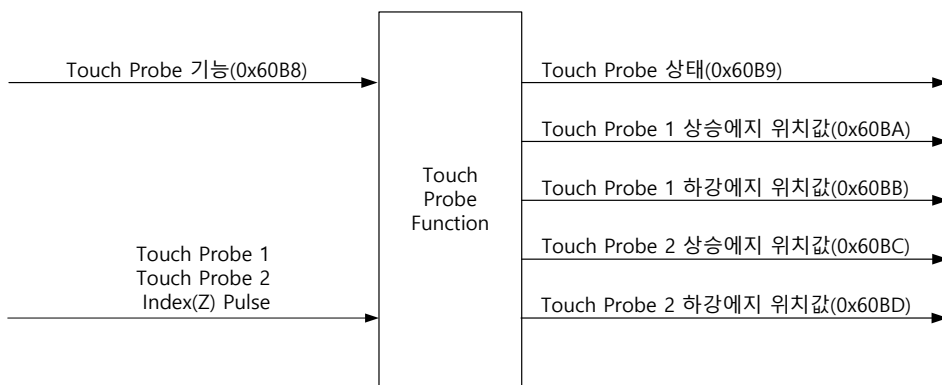 Touch Probe 기능(0x60B8)
Touch Probe 1
Touch Probe 2
Index(Z) Pulse
Touch
Probe
Function
Touch Probe 상태(0x60B9)
Touch Probe 1 상승에지 위치값(0x60BA)
Touch Probe 1 하강에지 위치값(0x60BB)
Touch Probe 2 상승에지 위치값(0x60BC)
Touch Probe 2 하강에지 위치값(0x60BD)